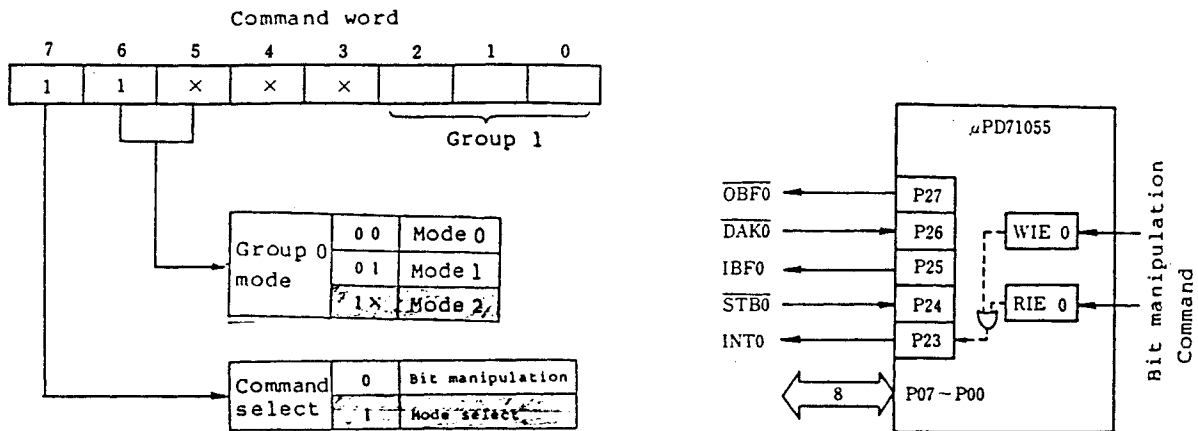 Command word
7 6 5 4 3 2 1 0
1 1 × × ×
Group 1
Group 0 mode
0 0 Mode 0
0 1 Mode 1
1 × Mode 2
Command select
0 Bit manipulation
1 Mode select
μPD71055
OBF0 P27
DAK0 P26 WIE 0
IBF0 P25
STB0 P24 RIE 0
INT0 P23
8 P07~P00
Bit manipulation
Command